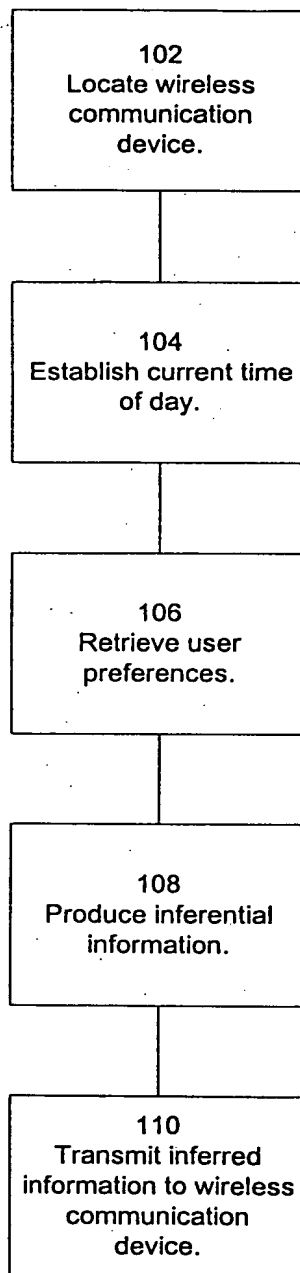 102
Locate wireless
communication
device.
104
Establish current time
of day.
106
Retrieve user
preferences.
108
Produce inferential
information.
110
Transmit inferred
information to wireless
communication
device.